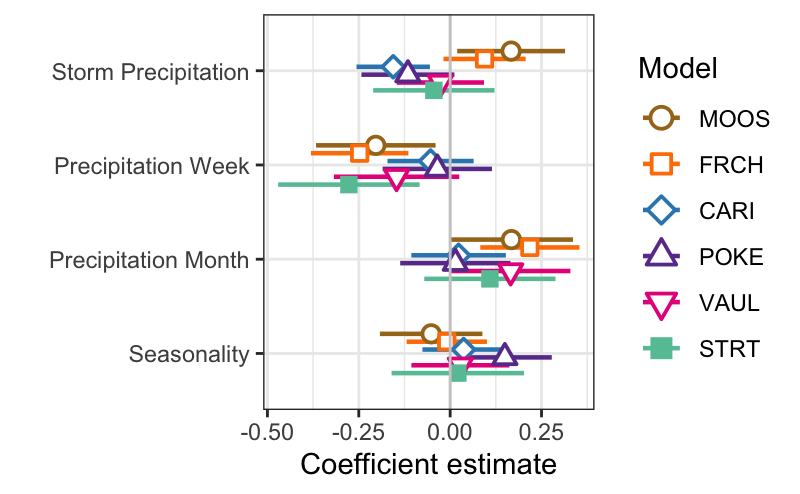 Storm Precipitation
Precipitation Week
Precipitation Month
Seasonality
-0.50 -0.25 0.00 0.25
Coefficient estimate
Model
MOOS
FRCH
CARI
POKE
VAUL
STRT